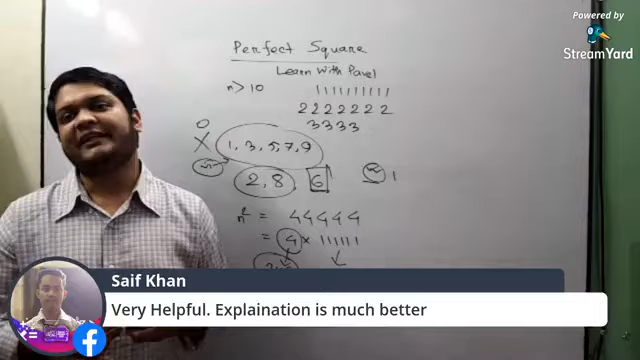 Powered by
StreamYard
Perfect Square
Learn With Pavel
n > 10
1111111111
2222222
3333
0
X 1, 3, 5, 7, 9
2, 8 6
1
n² = 44444
= 4 × 11111
Saif Khan
Very Helpful. Explaination is much better